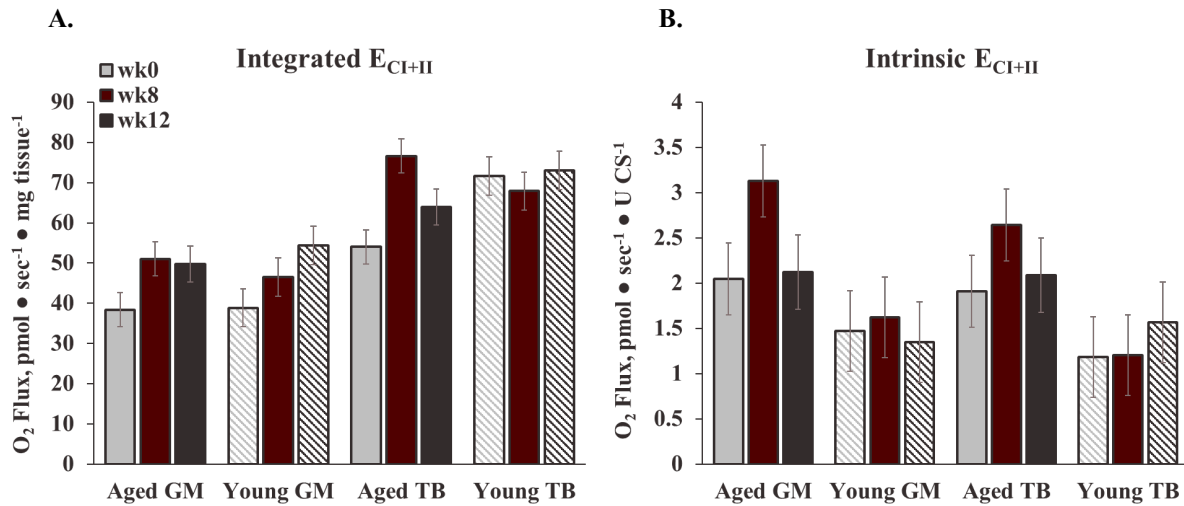 A.
Integrated E_CI+II
wk0
wk8
wk12
O₂ Flux, pmol ● sec⁻¹ ● mg tissue⁻¹
90
80
70
60
50
40
30
20
10
0
Aged GM Young GM Aged TB Young TB
B.
Intrinsic E_CI+II
O₂ Flux, pmol ● sec⁻¹ ● U CS⁻¹
4
3.5
3
2.5
2
1.5
1
0.5
0
Aged GM Young GM Aged TB Young TB